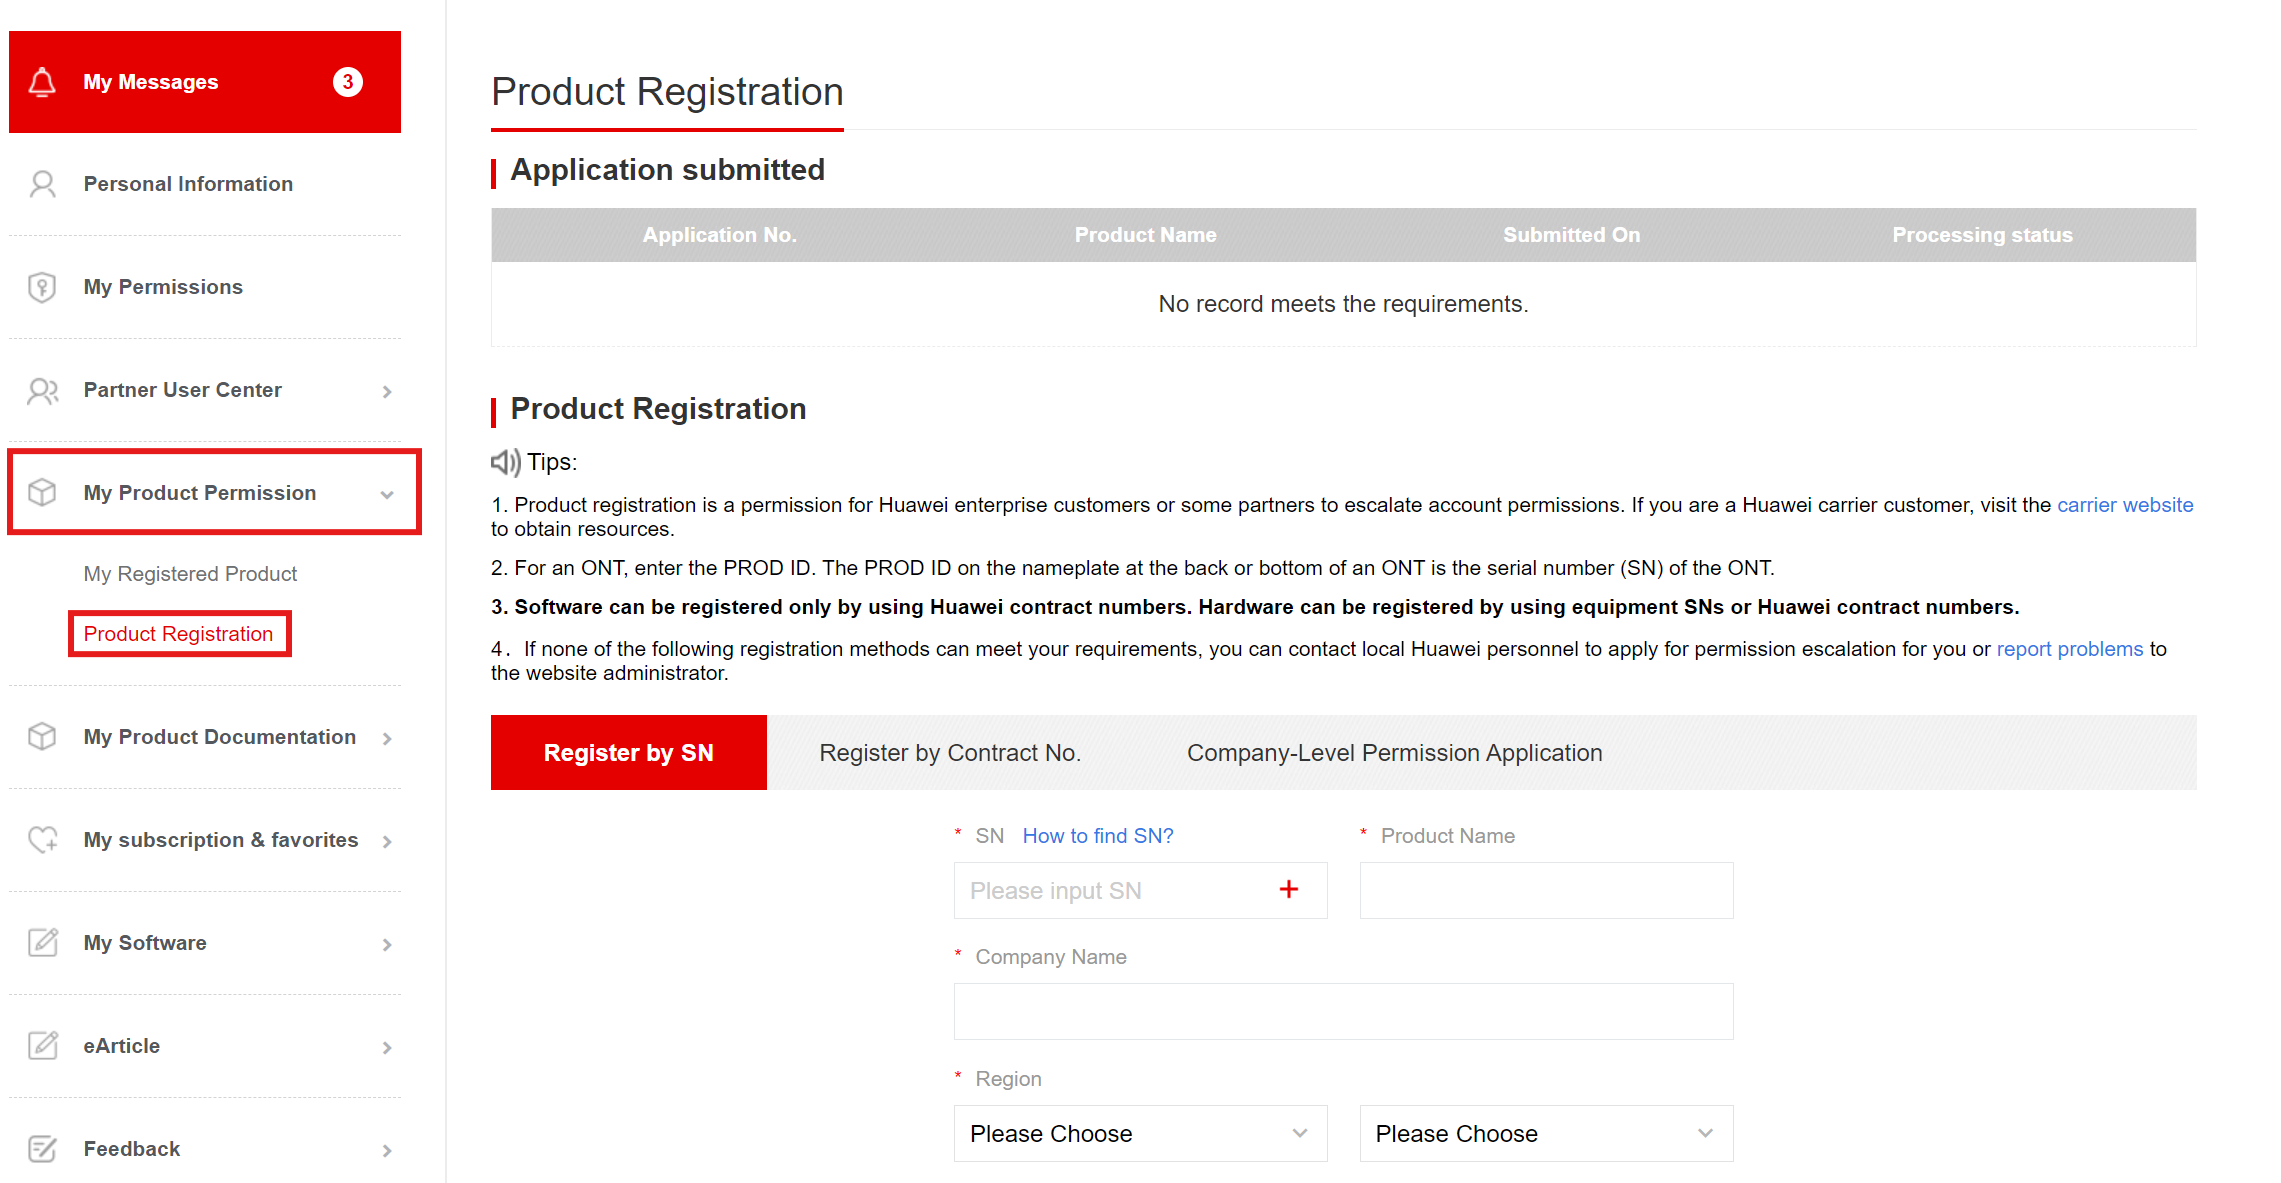 My Messages 3
Personal Information
My Permissions
Partner User Center
My Product Permission
My Registered Product
Product Registration
My Product Documentation
My subscription & favorites
My Software
eArticle
Feedback
Product Registration
Application submitted
Application No. Product Name Submitted On Processing status
No record meets the requirements.
Product Registration
Tips:
1. Product registration is a permission for Huawei enterprise customers or some partners to escalate account permissions. If you are a Huawei carrier customer, visit the carrier website
to obtain resources.
2. For an ONT, enter the PROD ID. The PROD ID on the nameplate at the back or bottom of an ONT is the serial number (SN) of the ONT.
3. Software can be registered only by using Huawei contract numbers. Hardware can be registered by using equipment SNs or Huawei contract numbers.
4. If none of the following registration methods can meet your requirements, you can contact local Huawei personnel to apply for permission escalation for you or report problems to
the website administrator.
Register by SN Register by Contract No. Company-Level Permission Application
* SN How to find SN? * Product Name
Please input SN +
* Company Name
* Region
Please Choose Please Choose